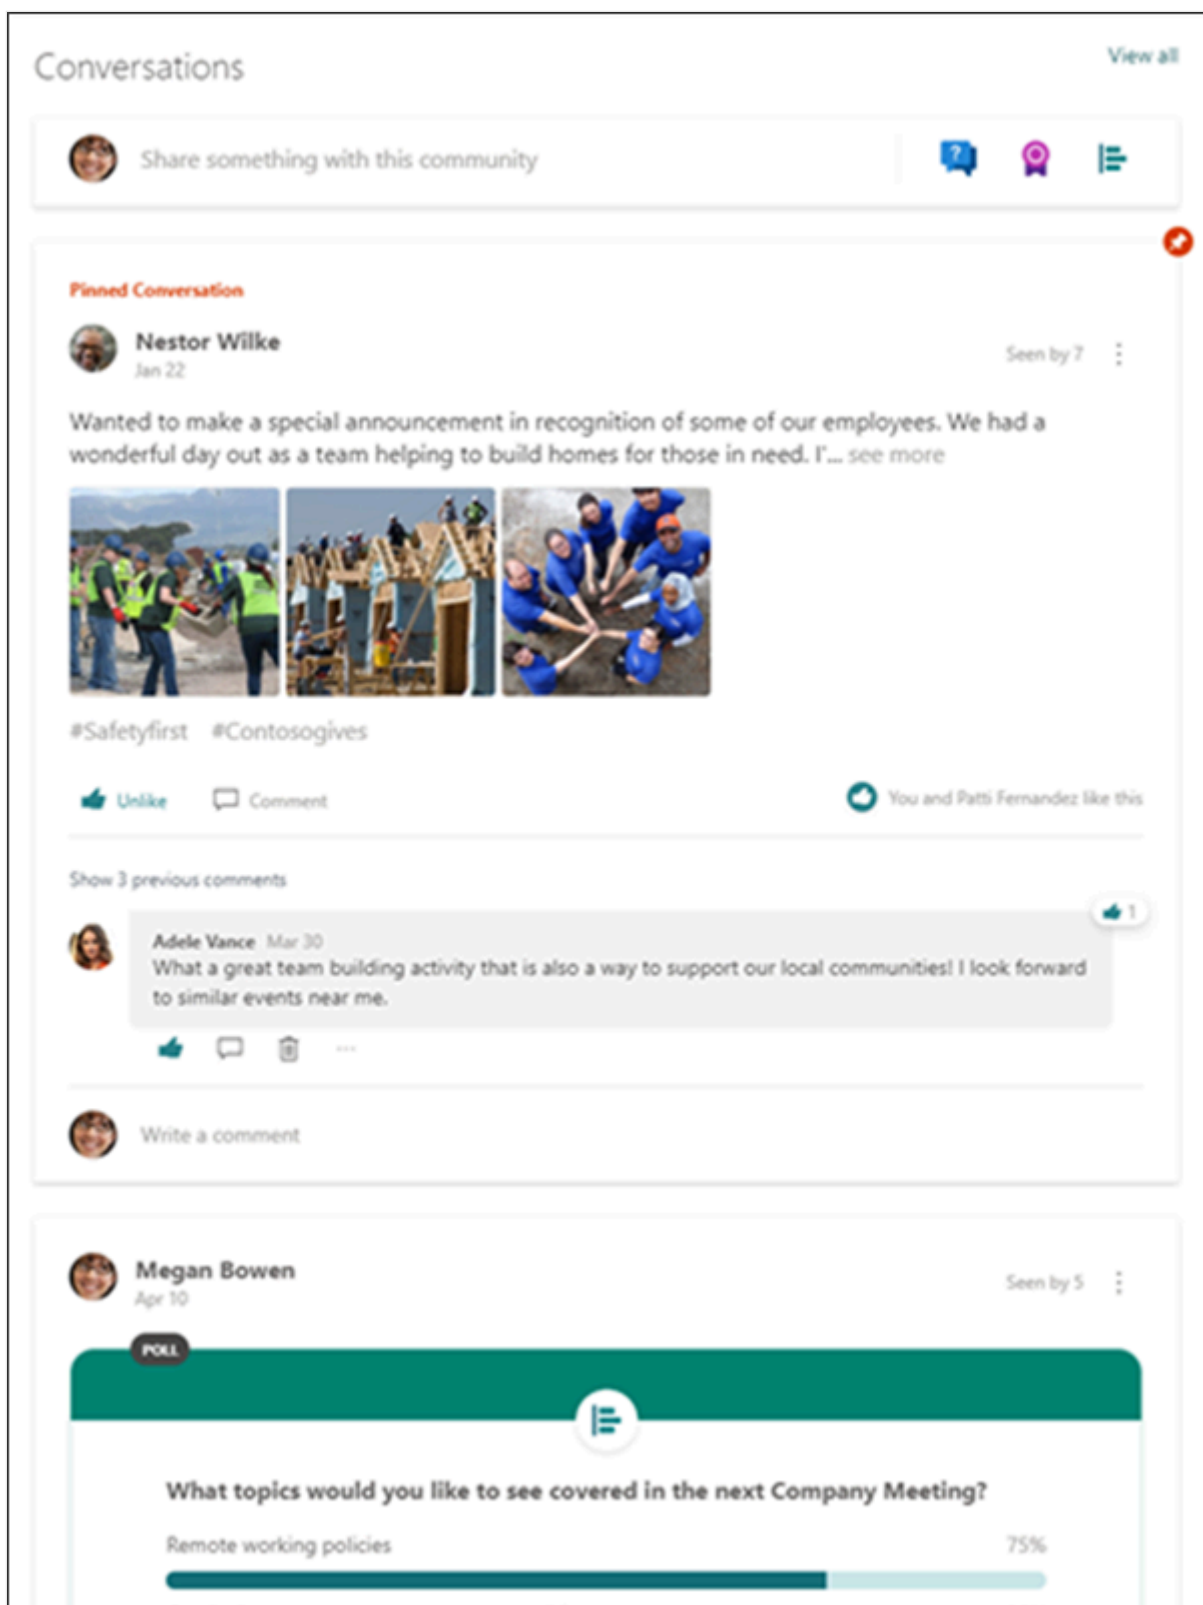 Conversations
View all
Share something with this community
?
Pinned Conversation
Nestor Wilke
Jan 22
Seen by 7
Wanted to make a special announcement in recognition of some of our employees. We had a
wonderful day out as a team helping to build homes for those in need. I'... see more
#Safetyfirst #Contosogives
Unlike
Comment
You and Patti Fernandez like this
Show 3 previous comments
1
Adele Vance Mar 30
What a great team building activity that is also a way to support our local communities! I look forward
to similar events near me.
Write a comment
Megan Bowen
Apr 10
Seen by 5
POLL
What topics would you like to see covered in the next Company Meeting?
Remote working policies
75%